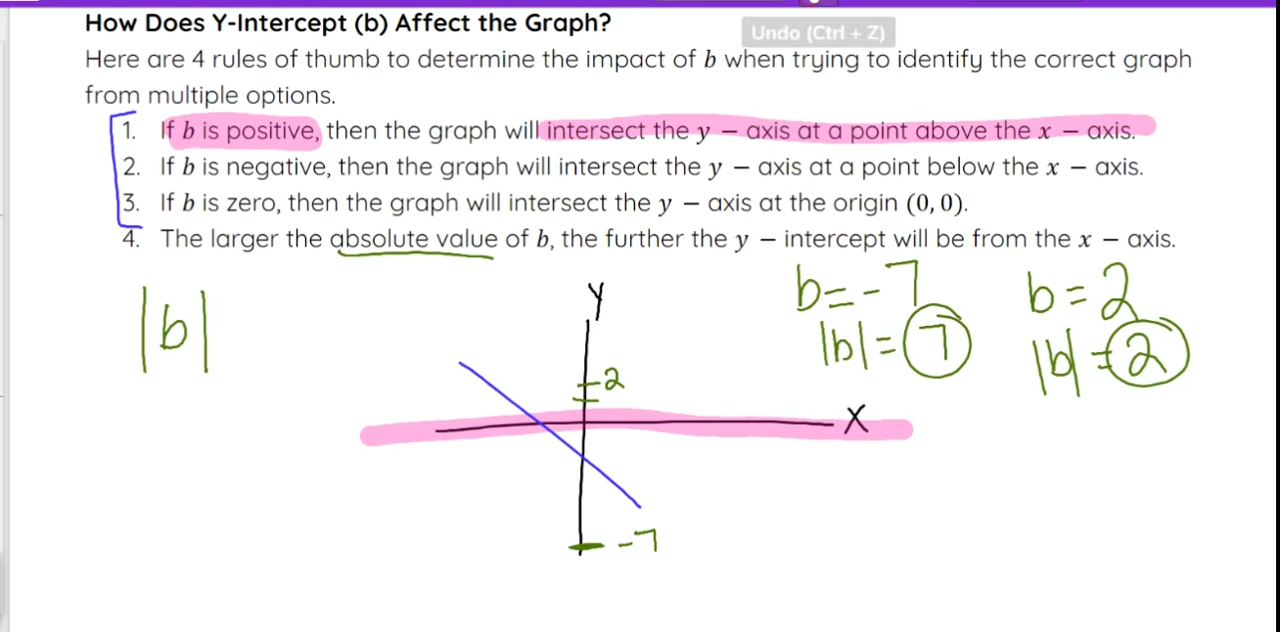 How Does Y-Intercept (b) Affect the Graph?
Undo (Ctrl + Z)
Here are 4 rules of thumb to determine the impact of b when trying to identify the correct graph
from multiple options.
1. If b is positive, then the graph will intersect the y − axis at a point above the x − axis.
2. If b is negative, then the graph will intersect the y − axis at a point below the x − axis.
3. If b is zero, then the graph will intersect the y − axis at the origin (0, 0).
4. The larger the absolute value of b, the further the y − intercept will be from the x − axis.
b=-7
b=2
|b|
Y
|b|=7
|b|=2
2
X
-7